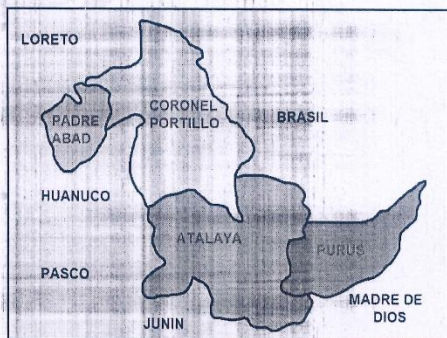 LORETO
CORONEL
PORTILLO
BRASIL
PADRE
ABAD
HUANUCO
ATALAYA
PURUS
PASCO
MADRE DE
DIOS
JUNIN